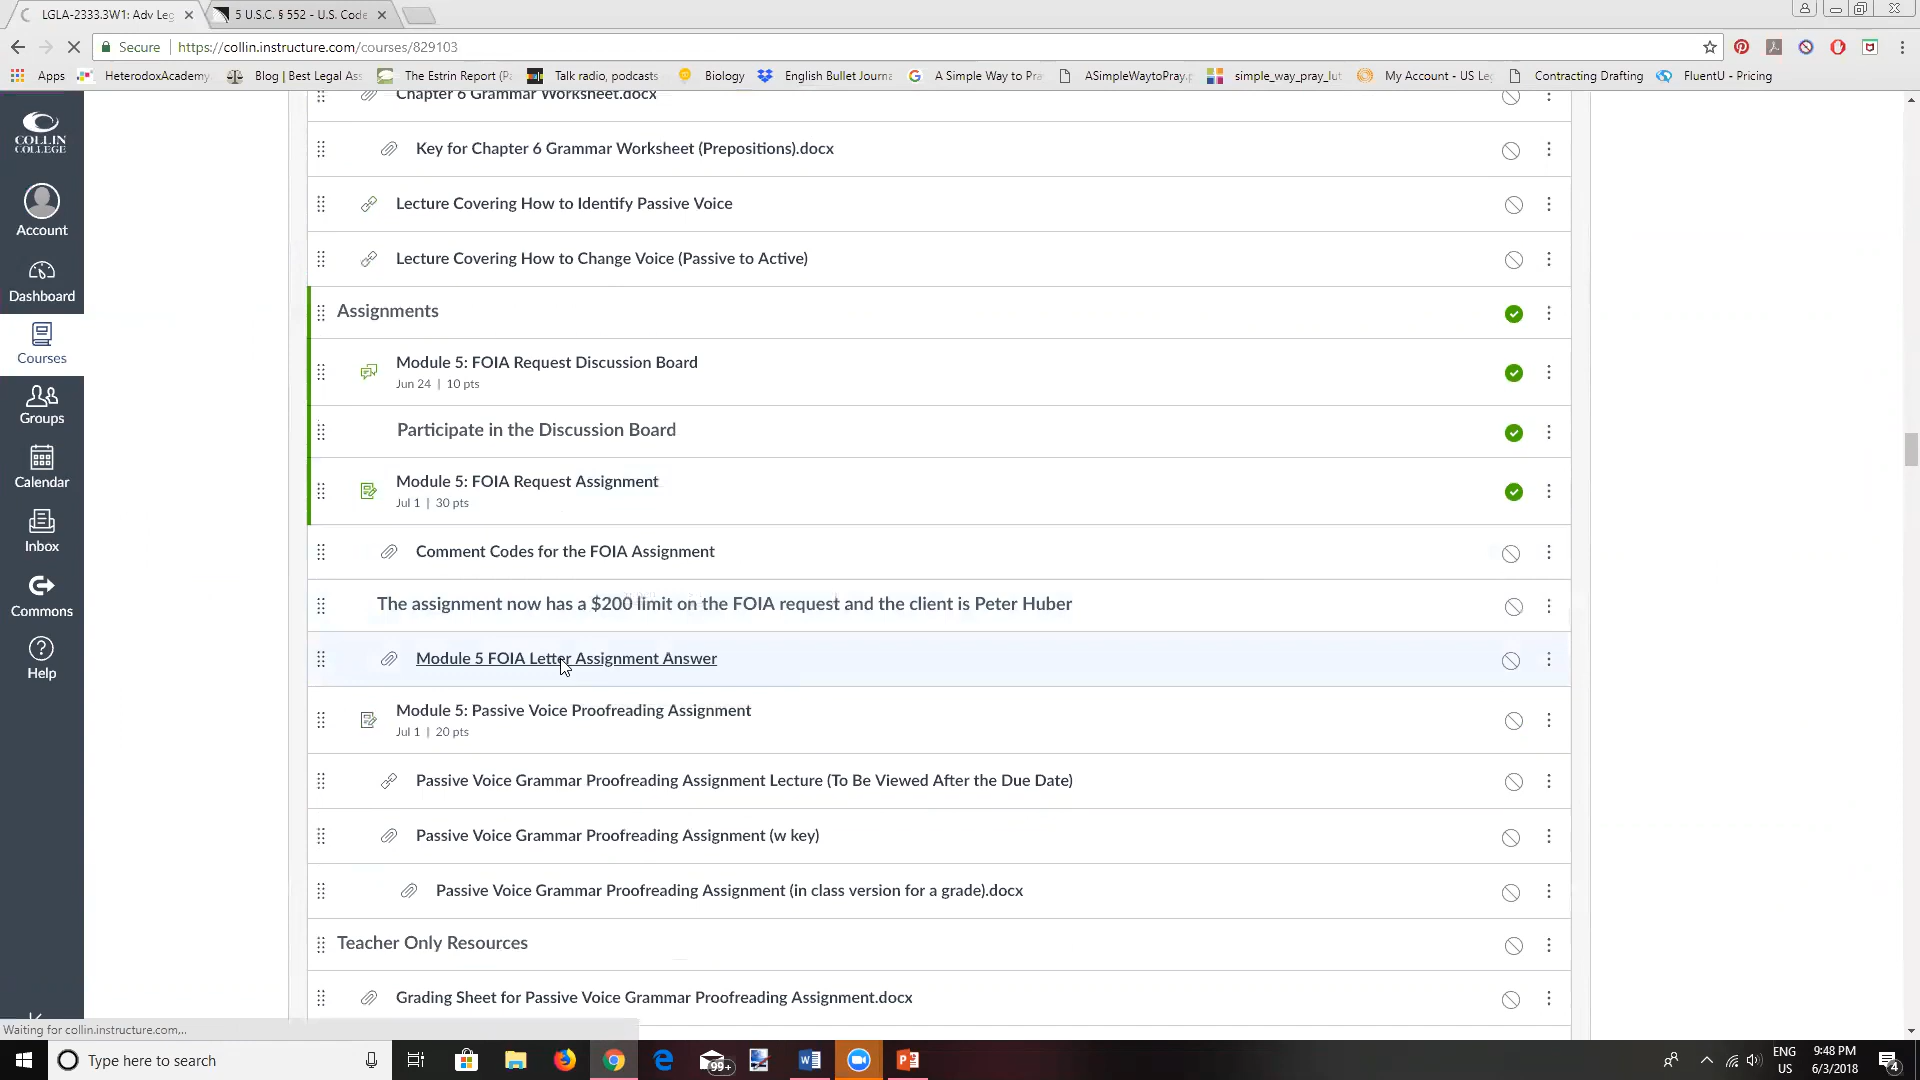 LGLA-2333.3W1: Adv Leg
5 U.S.C. § 552 - U.S. Code
Secure
https://collin.instructure.com/courses/829103
Apps
HeterodoxAcademy
Blog | Best Legal Ass
The Estrin Report (Pa
Talk radio, podcasts
Biology
English Bullet Journa
A Simple Way to Pra
ASimpleWaytoPray.p
simple_way_pray_lut
My Account - US Leg
Contracting Drafting
FluentU - Pricing
COLLIN
COLLEGE
Account
Dashboard
Courses
Groups
Calendar
Inbox
Commons
Help
Chapter 6 Grammar Worksheet.docx
Key for Chapter 6 Grammar Worksheet (Prepositions).docx
Lecture Covering How to Identify Passive Voice
Lecture Covering How to Change Voice (Passive to Active)
Assignments
Module 5: FOIA Request Discussion Board
Jun 24 | 10 pts
Participate in the Discussion Board
Module 5: FOIA Request Assignment
Jul 1 | 30 pts
Comment Codes for the FOIA Assignment
The assignment now has a $200 limit on the FOIA request and the client is Peter Huber
Module 5 FOIA Letter Assignment Answer
Module 5: Passive Voice Proofreading Assignment
Jul 1 | 20 pts
Passive Voice Grammar Proofreading Assignment Lecture (To Be Viewed After the Due Date)
Passive Voice Grammar Proofreading Assignment (w key)
Passive Voice Grammar Proofreading Assignment (in class version for a grade).docx
Teacher Only Resources
Grading Sheet for Passive Voice Grammar Proofreading Assignment.docx
Waiting for collin.instructure.com...
Type here to search
99+
ENG
US
9:48 PM
6/3/2018
4